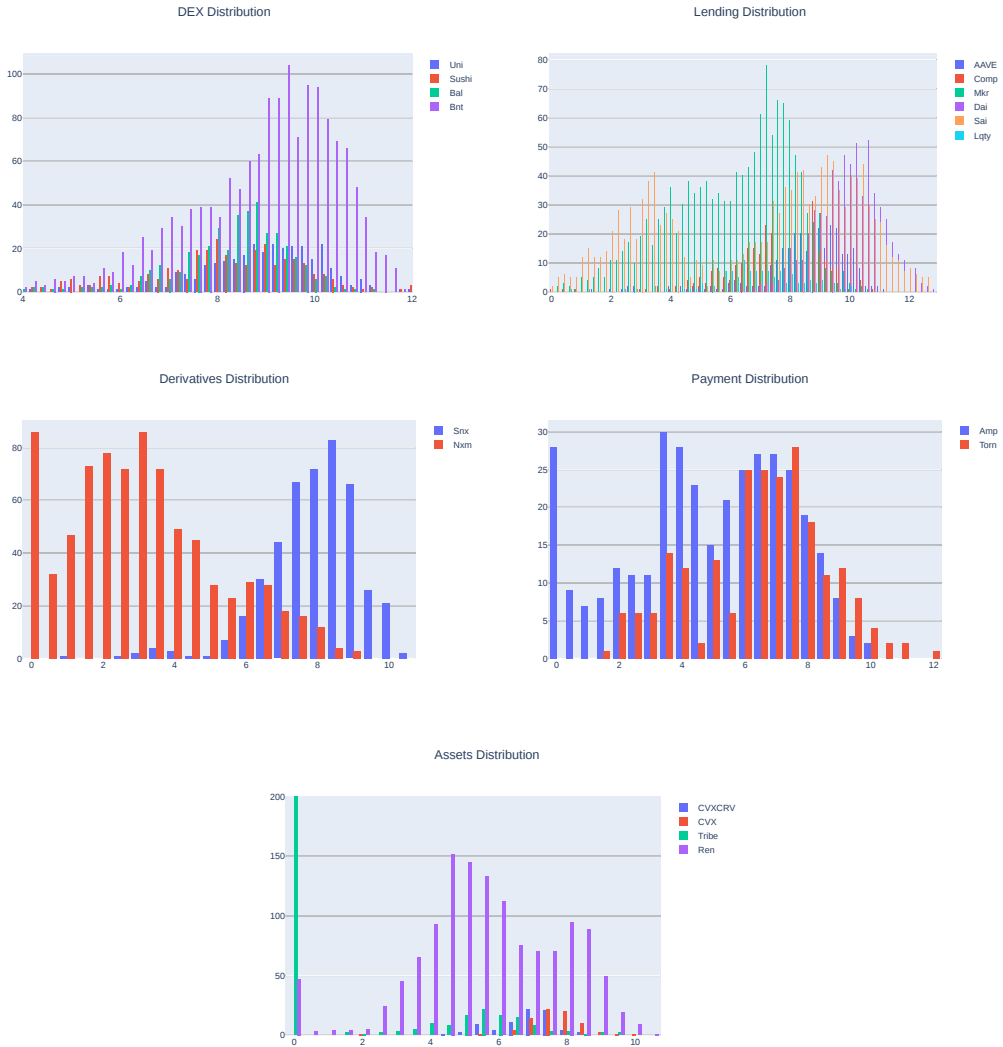 DEX Distribution
Uni
Sushi
Bal
Bnt
100
80
60
40
20
0
4 6 8 10 12
Lending Distribution
AAVE
Comp
Mkr
Dai
Sai
Lqty
80
70
60
50
40
30
20
10
0
0 2 4 6 8 10 12
Derivatives Distribution
Snx
Nxm
80
60
40
20
0
0 2 4 6 8 10
Payment Distribution
Amp
Torn
30
25
20
15
10
5
0
0 2 4 6 8 10 12
Assets Distribution
CVXCRV
CVX
Tribe
Ren
200
150
100
50
0
0 2 4 6 8 10